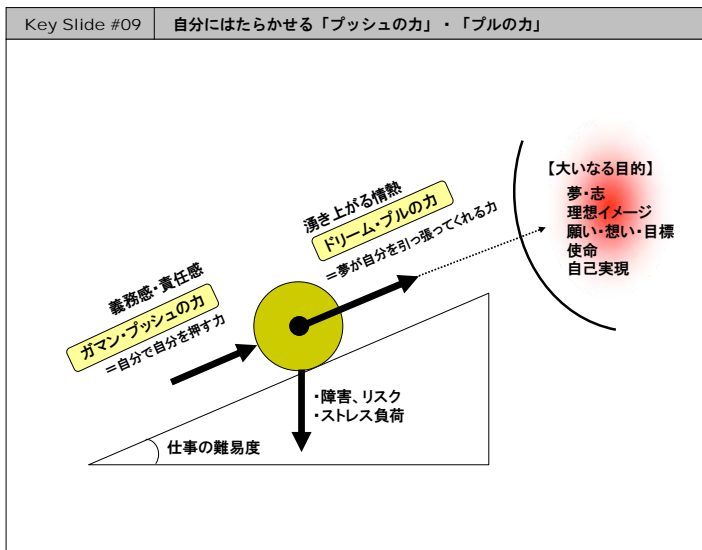 Key Slide #09
自分にはたらかせる「プッシュの力」・「プルの力」
【大いなる目的】
夢・志
理想イメージ
願い・想い・目標
使命
自己実現
湧き上がる情熱
ドリーム・プルの力
＝夢が自分を引っ張ってくれる力
義務感・責任感
ガマン・プッシュの力
＝自分で自分を押す力
・障害、リスク
・ストレス負荷
仕事の難易度